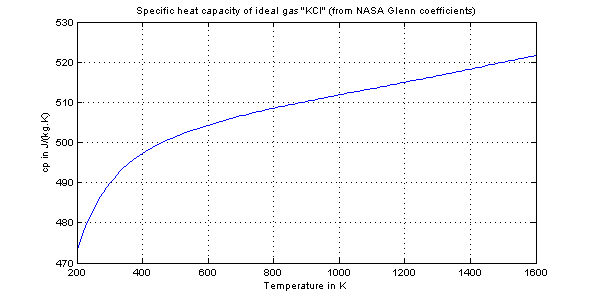 Specific heat capacity of ideal gas "KCl" (from NASA Glenn coefficients)
530
520
510
500
490
480
470
cp in J/(kg.K)
200 400 600 800 1000 1200 1400 1600
Temperature in K